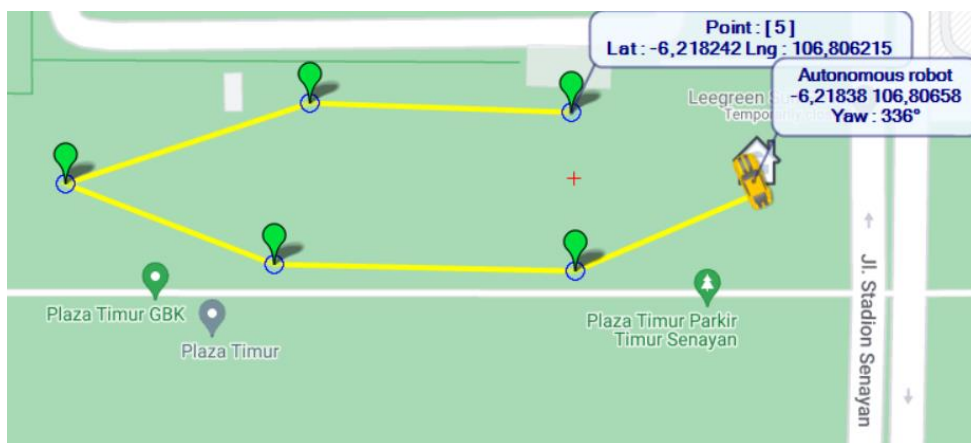 Point : [ 5 ]
Lat : -6,218242 Lng : 106,806215
Autonomous robot
-6,21838 106,80658
Yaw : 336°
Leegreen
Plaza Timur GBK
Plaza Timur
Plaza Timur Parkir
Timur Senayan
Jl. Stadion Senayan